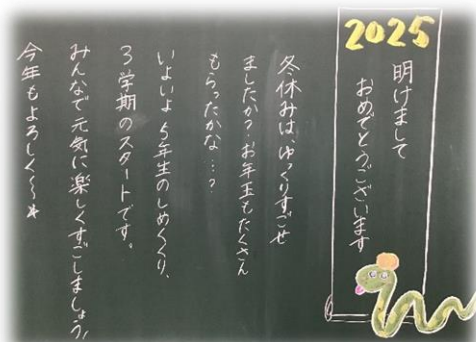 2025
明けまして
おめでとうございます
冬休みは、ゆっくりすごせ
ましたか？お年玉もたくさん
もらったかな…？
いよいよ5年生のしめくくり、
3学期のスタートです。
みんなで元気に楽しくすごしましょう!
今年もよろしく〜★